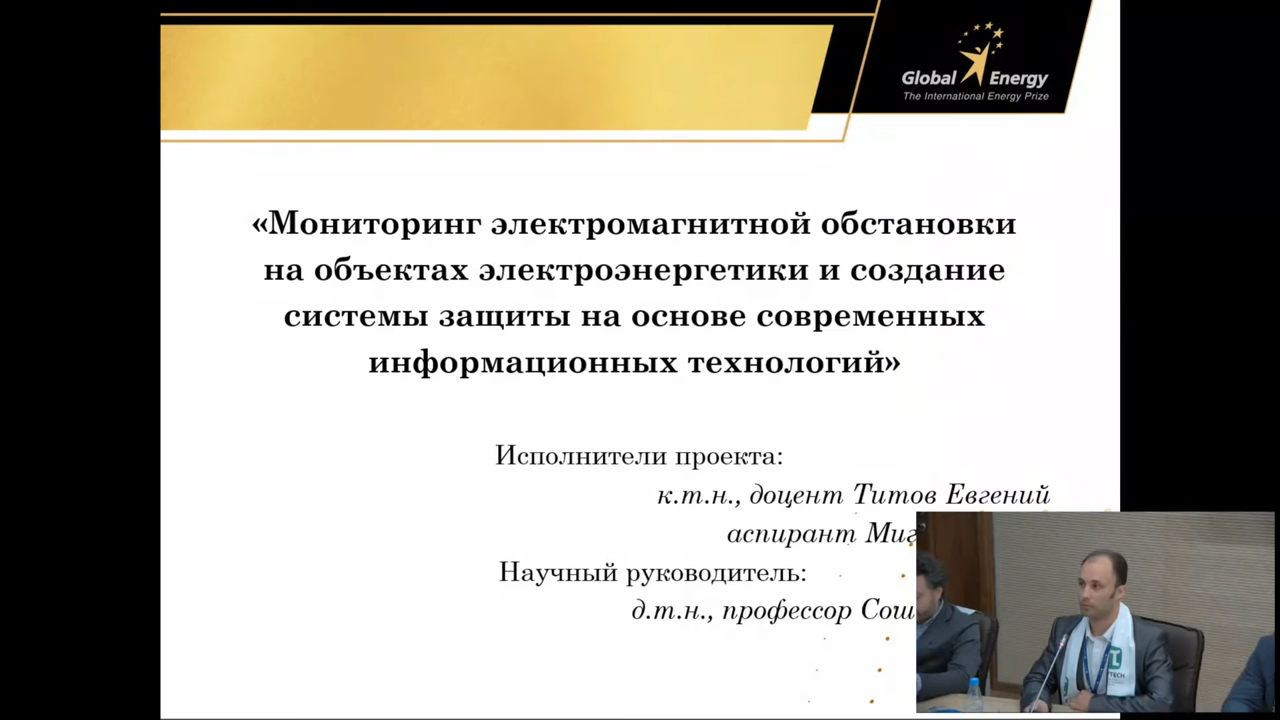 Global Energy
The International Energy Prize
«Мониторинг электромагнитной обстановки
на объектах электроэнергетики и создание
системы защиты на основе современных
информационных технологий»
Исполнители проекта:
к.т.н., доцент Титов Евгений
аспирант
Научный руководитель:
д.т.н., профессор
TECH